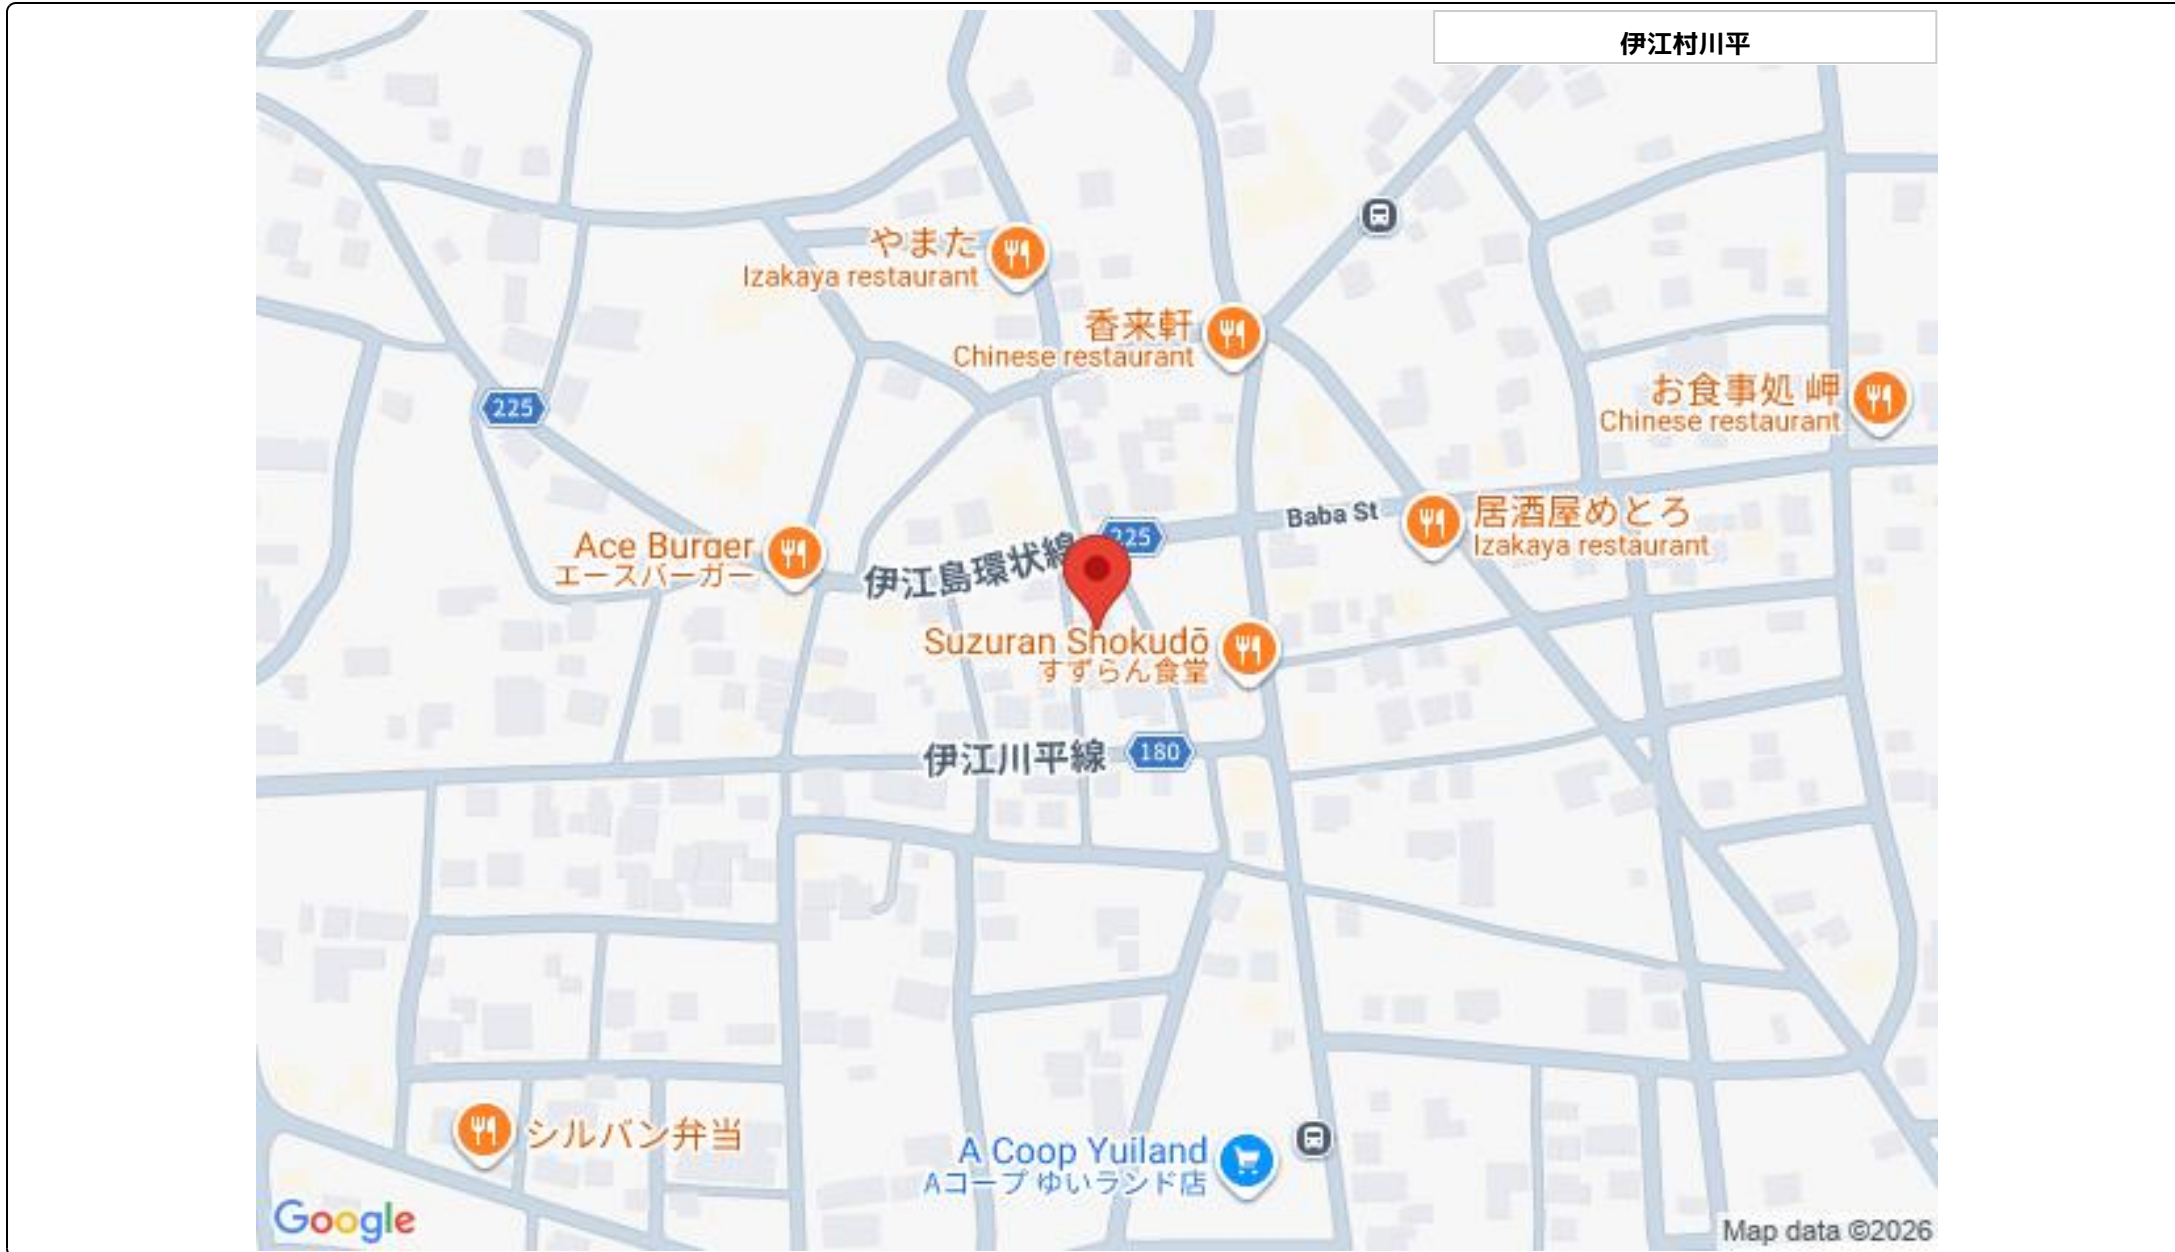 伊江村川平
やまた
Izakaya restaurant
香来軒
Chinese restaurant
お食事処 岬
Chinese restaurant
225
居酒屋めとろ
Izakaya restaurant
Baba St
225
伊江島環状線
Ace Burger
エースバーガー
Suzuran Shokudō
すずらん食堂
伊江川平線
180
シルバン弁当
A Coop Yuiland
Aコープ ゆいランド店
Google
Map data ©2026